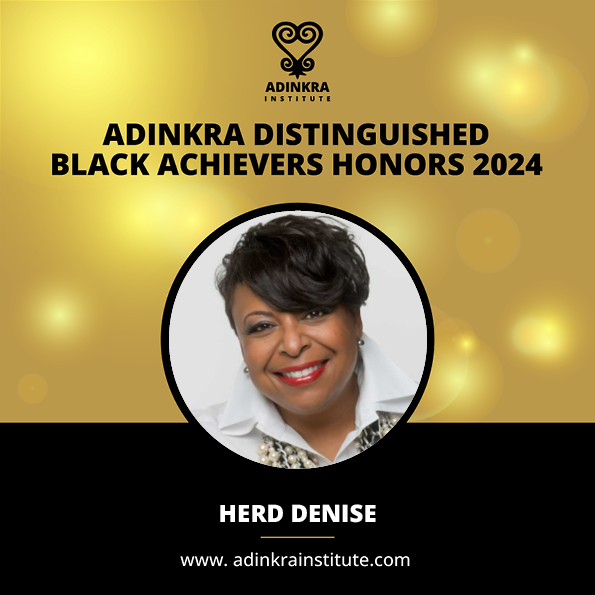 ADINKRA
INSTITUTE
ADINKRA DISTINGUISHED
BLACK ACHIEVERS HONORS 2024
HERD DENISE
www. adinkrainstitute.com